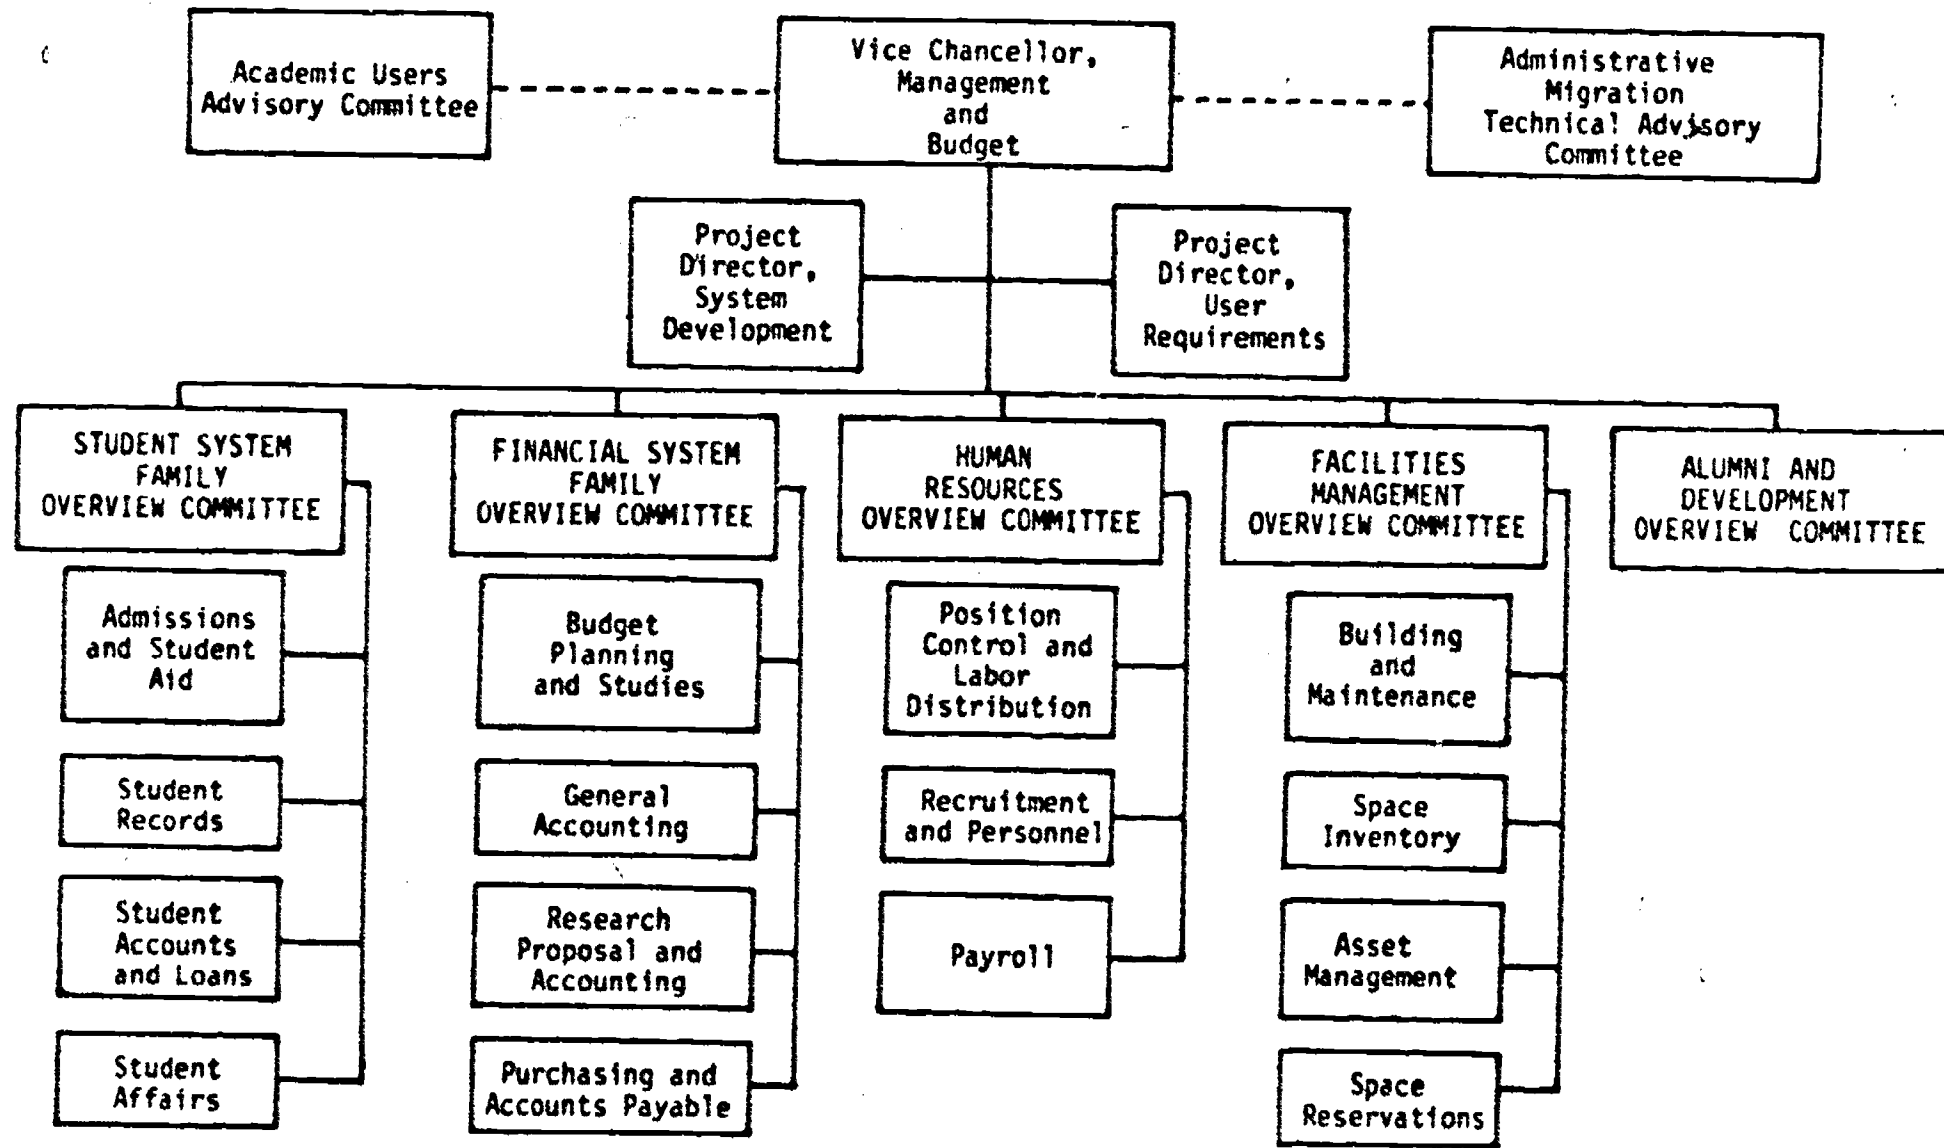 Academic Users
Advisory Committee
Vice Chancellor,
Management
and
Budget
Administrative
Migration
Technical Advisory
Committee
Project
Director,
System
Development
Project
Director,
User
Requirements
STUDENT SYSTEM
FAMILY
OVERVIEW COMMITTEE
FINANCIAL SYSTEM
FAMILY
OVERVIEW COMMITTEE
HUMAN
RESOURCES
OVERVIEW COMMITTEE
FACILITIES
MANAGEMENT
OVERVIEW COMMITTEE
ALUMNI AND
DEVELOPMENT
OVERVIEW COMMITTEE
Admissions
and Student
Aid
Student
Records
Student
Accounts
and Loans
Student
Affairs
Budget
Planning
and Studies
General
Accounting
Research
Proposal and
Accounting
Purchasing and
Accounts Payable
Position
Control and
Labor
Distribution
Recruitment
and Personnel
Payroll
Building
and
Maintenance
Space
Inventory
Asset
Management
Space
Reservations